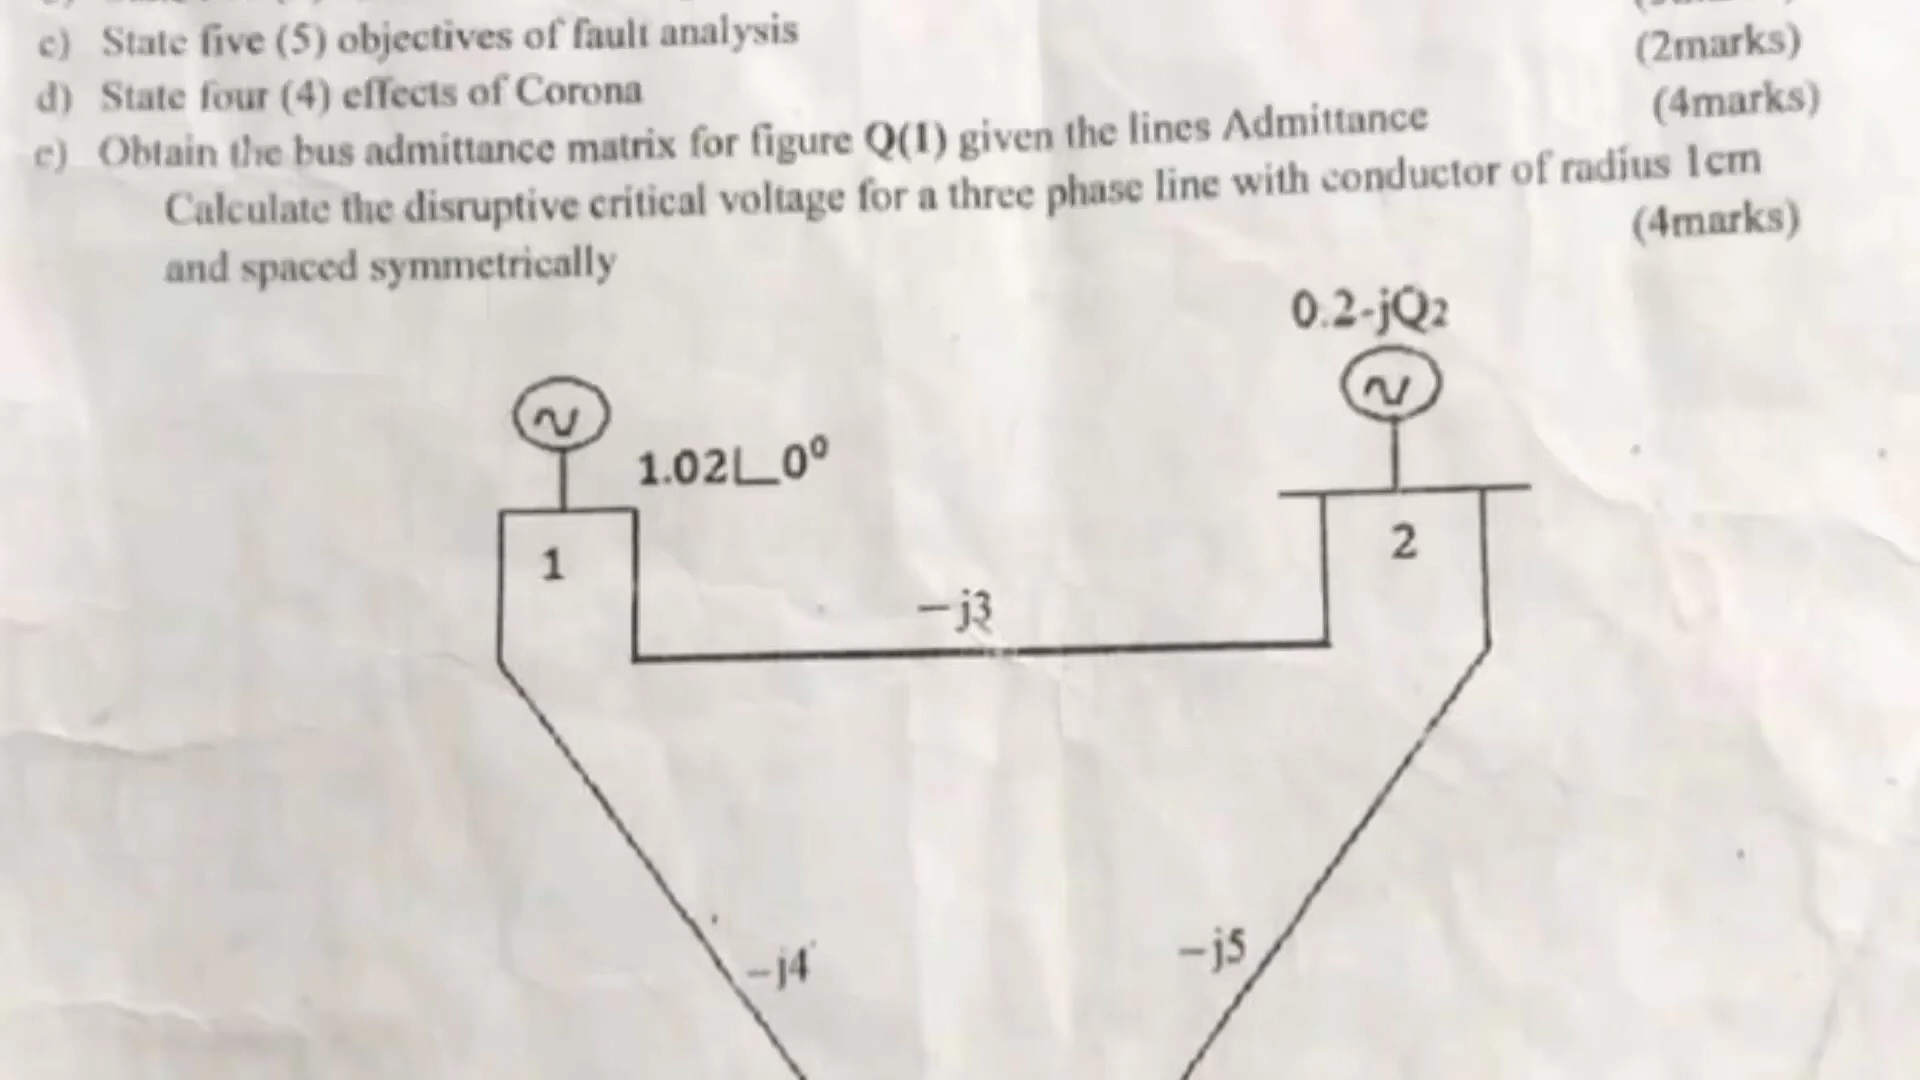 c) State five (5) objectives of fault analysis
(2marks)
d) State four (4) effects of Corona
(4marks)
e) Obtain the bus admittance matrix for figure Q(1) given the lines Admittance
Calculate the disruptive critical voltage for a three phase line with conductor of radius 1cm
(4marks)
and spaced symmetrically
0.2-jQ2
1.02∟0⁰
1
2
-j3
-j4
-j5